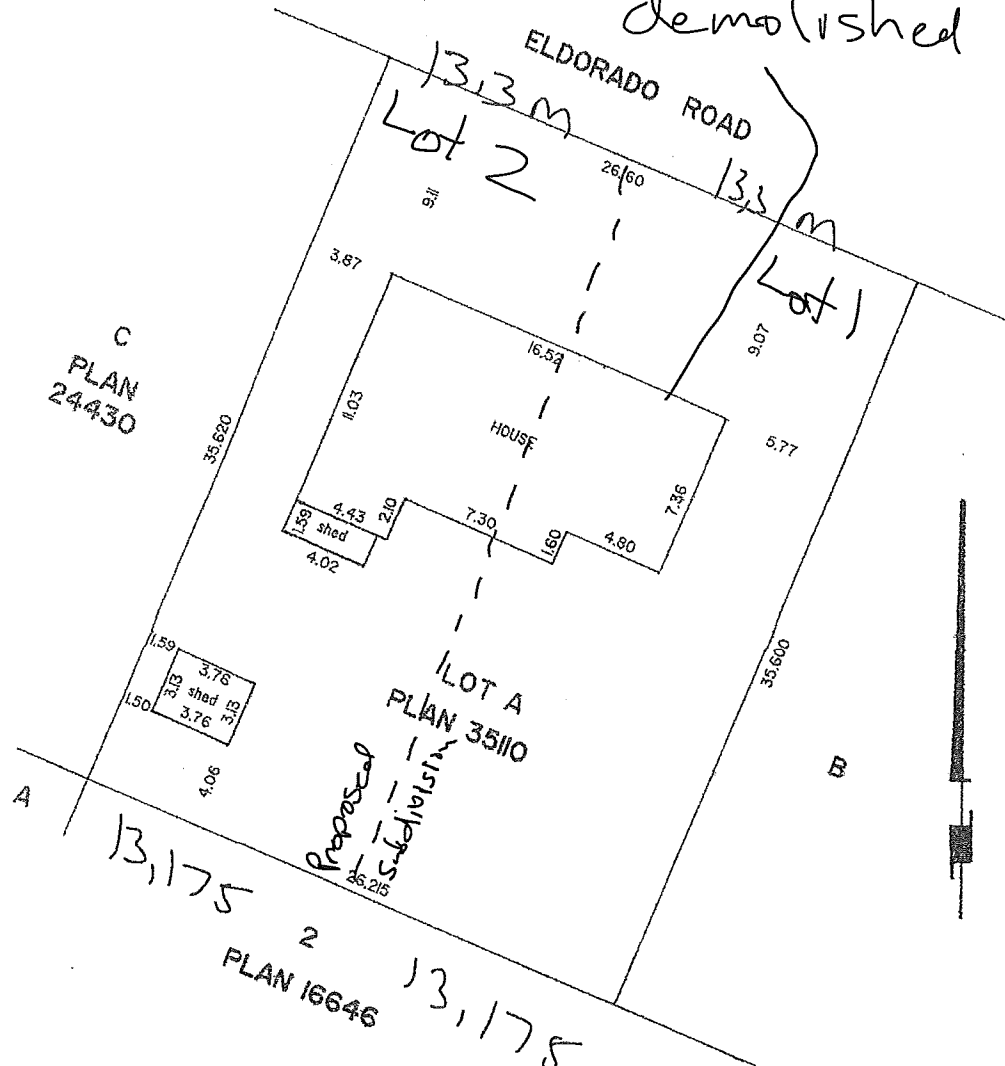 demolished
ELDORADO ROAD
13,3 m
Lot 2
26.60
13,3 m
Lot 1
9.11
3.87
9.07
C
PLAN
24430
16.52
11.03
HOUSE
5.77
35.620
7.36
4.43
2.10
7.30
1.59
shed
1.60
4.80
4.02
1.59
3.76
3.13
shed
3.13
1.50
3.76
LOT A
PLAN 35110
35.600
B
4.06
A
proposed
subdivision
13,175
26.215
2
PLAN 16646
13,175